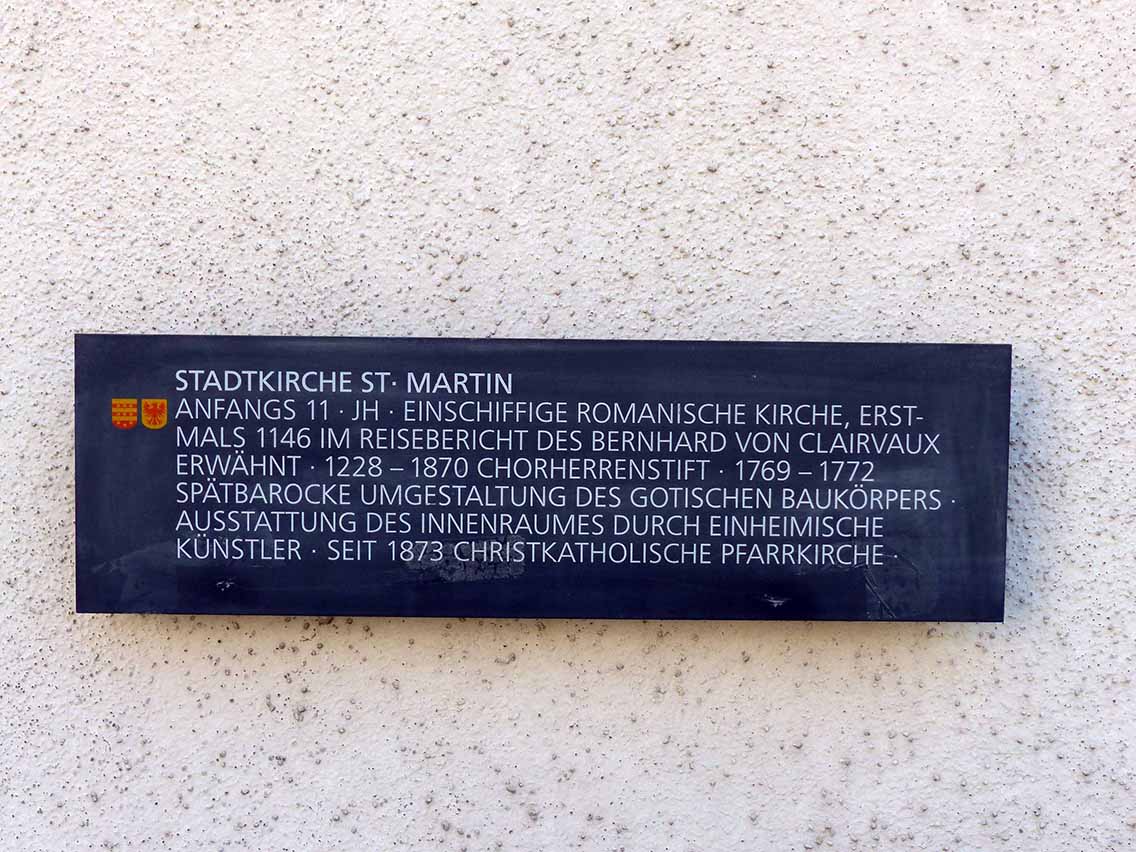 STADTKIRCHE ST· MARTIN
ANFANGS 11 · JH · EINSCHIFFIGE ROMANISCHE KIRCHE, ERST-
MALS 1146 IM REISEBERICHT DES BERNHARD VON CLAIRVAUX
ERWÄHNT · 1228 – 1870 CHORHERRENSTIFT · 1769 – 1772
SPÄTBAROCKE UMGESTALTUNG DES GOTISCHEN BAUKÖRPERS ·
AUSSTATTUNG DES INNENRAUMES DURCH EINHEIMISCHE
KÜNSTLER · SEIT 1873 CHRISTKATHOLISCHE PFARRKIRCHE ·